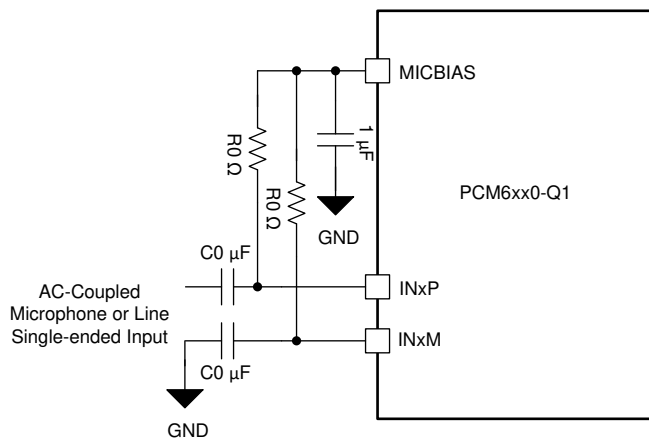 MICBIAS
R0 Ω
R0 Ω
1 µF
PCM6xx0-Q1
GND
C0 µF
AC-Coupled
Microphone or Line
Single-ended Input
INxP
INxM
C0 µF
GND